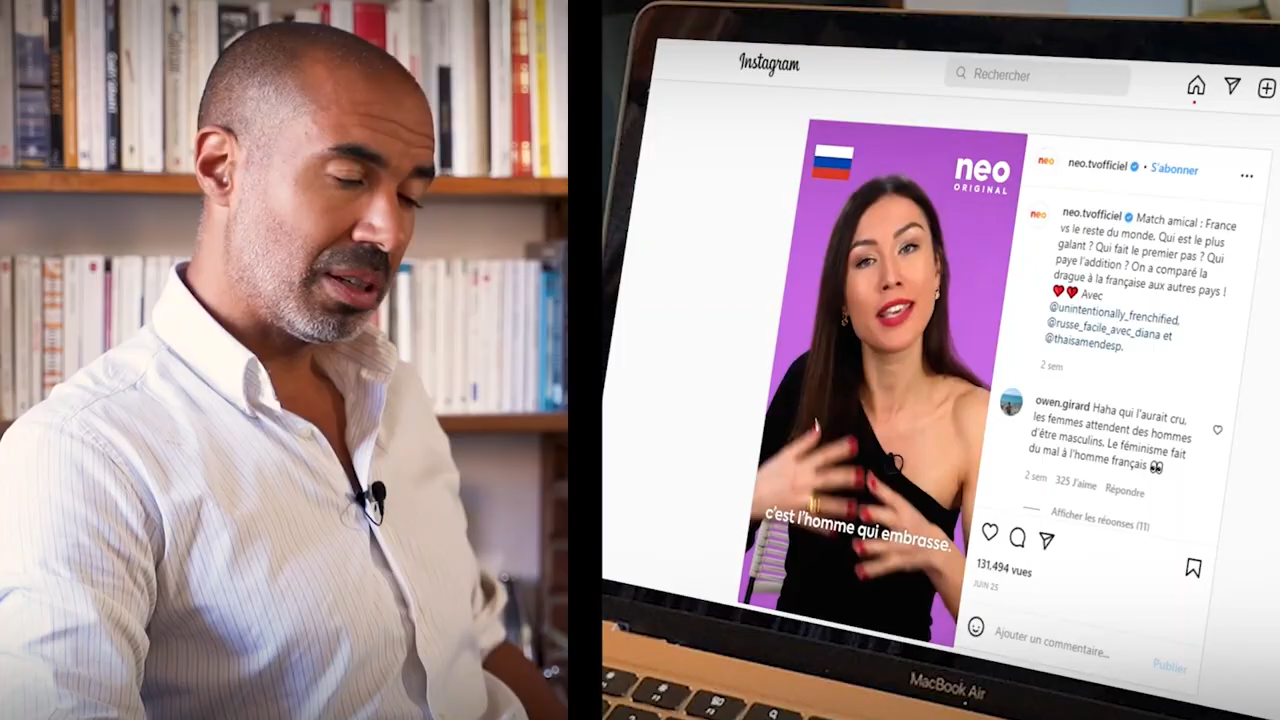 Instagram
Rechercher
neo
ORIGINAL
neo
neo.tvofficiel • S'abonner
neo
neo.tvofficiel Match amical : France
vs le reste du monde. Qui est le plus
galant ? Qui fait le premier pas ? Qui
paye l'addition ? On a comparé la
drague à la française aux autres pays !
Avec
@unintentionally_frenchified,
@russe_facile_avec_diana et
@thaisamendesp.
2 sem
owen.girard Haha qui l'aurait cru,
les femmes attendent des hommes
d'être masculins. Le féminisme fait
du mal à l'homme français
2 sem 325 J'aime Répondre
Afficher les réponses (11)
c'est l'homme qui embrasse.
131,494 vues
JUIN 25
Ajouter un commentaire...
Publier
MacBook Air